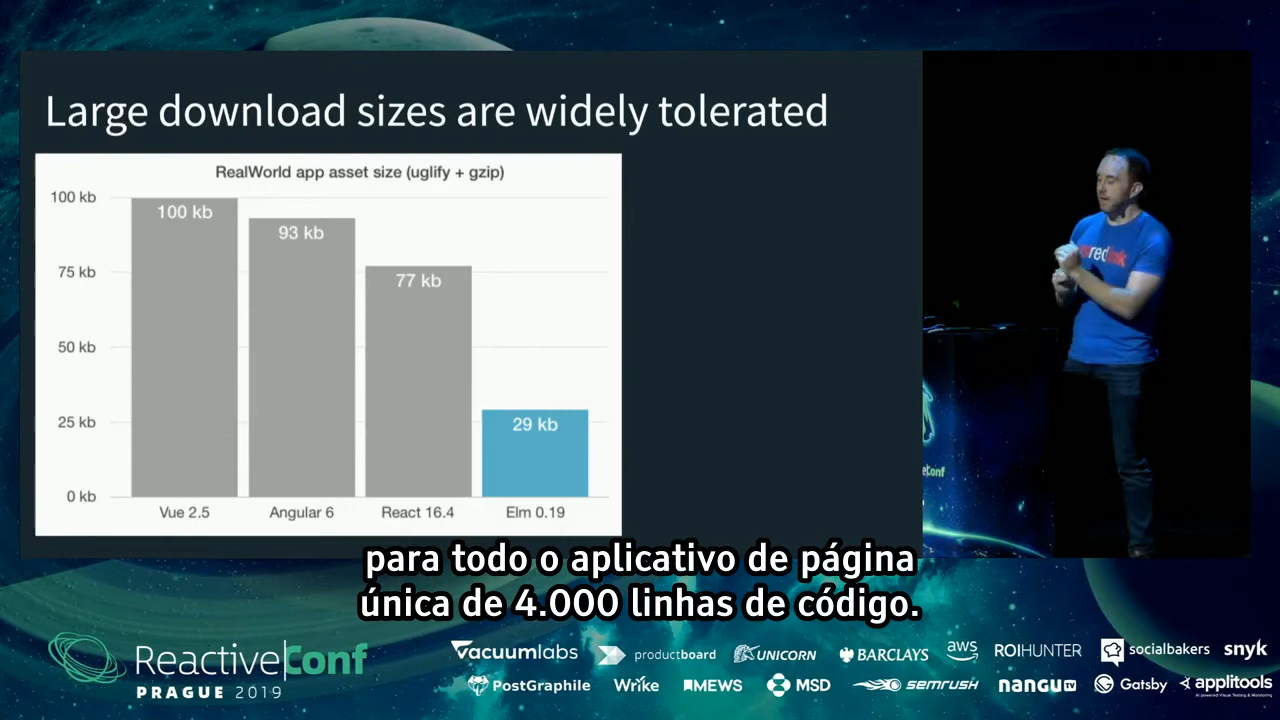 Large download sizes are widely tolerated
RealWorld app asset size (uglify + gzip)
100 kb
75 kb
50 kb
25 kb
0 kb
100 kb
93 kb
77 kb
29 kb
Vue 2.5
Angular 6
React 16.4
Elm 0.19
para todo o aplicativo de página
única de 4.000 linhas de código.
Reactive|Conf
PRAGUE 2019
Vacuumlabs
productboard
UNICORN
BARCLAYS
aws
ROIHUNTER
socialbakers
snyk
PostGraphile
Wrike
MEWS
MSD
semrush
nangu TV
Gatsby
applitools